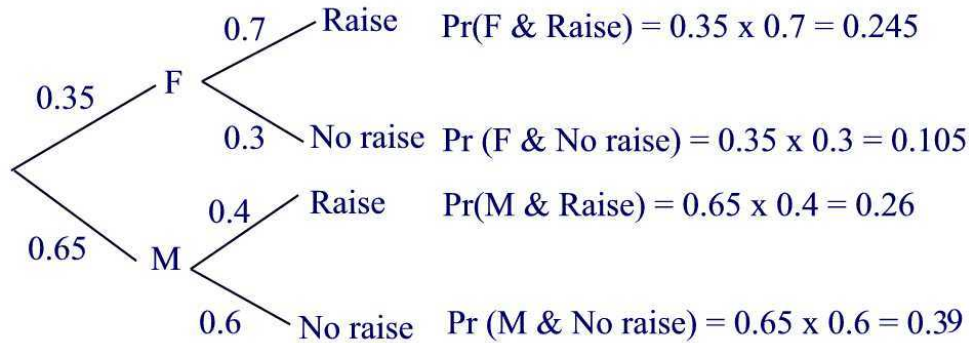 0.7 Raise Pr(F & Raise) = 0.35 x 0.7 = 0.245
F
0.35
0.3 No raise Pr (F & No raise) = 0.35 x 0.3 = 0.105
0.4 Raise Pr(M & Raise) = 0.65 x 0.4 = 0.26
0.65 M
0.6 No raise Pr (M & No raise) = 0.65 x 0.6 = 0.39